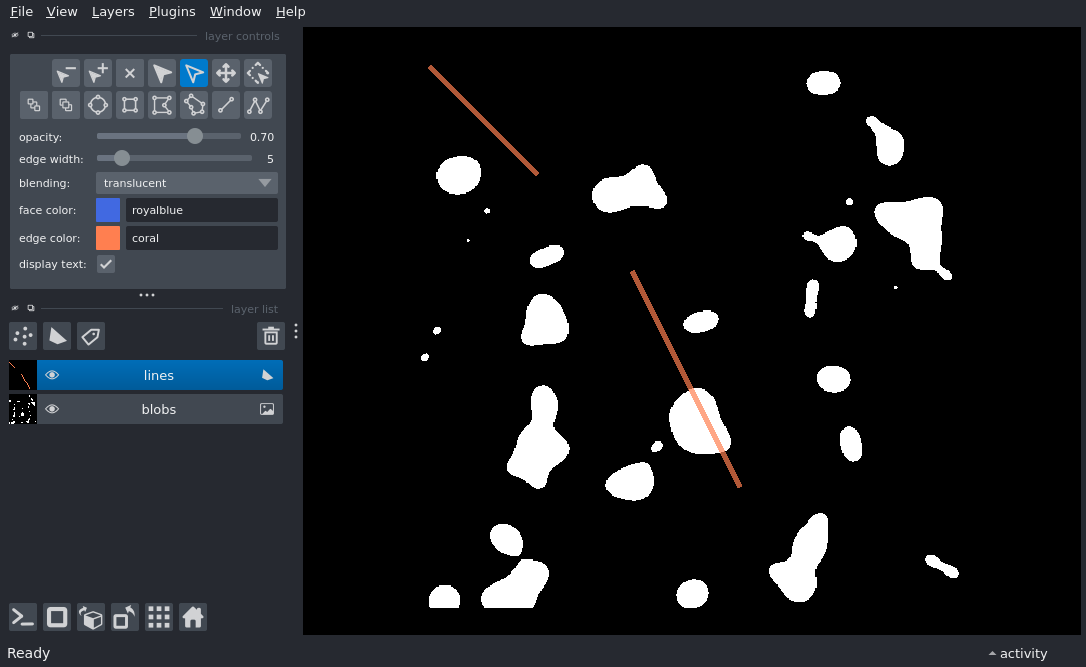 File View Layers Plugins Window Help
layer controls
opacity: 0.70
edge width: 5
blending: translucent
face color: royalblue
edge color: coral
display text:
layer list
lines
blobs
Ready
activity